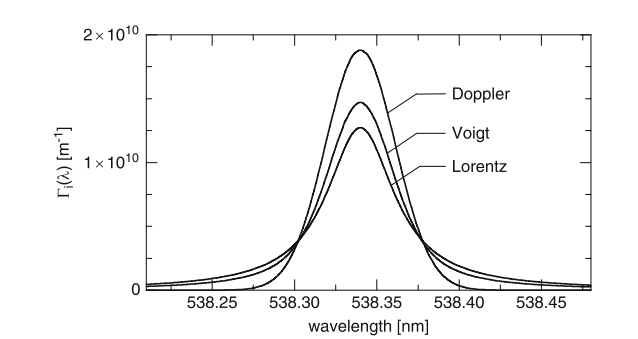 2×10¹⁰
Doppler
Voigt
1×10¹⁰
Lorentz
Γᵢ(λ) [m⁻¹]
0
538.25 538.30 538.35 538.40 538.45
wavelength [nm]